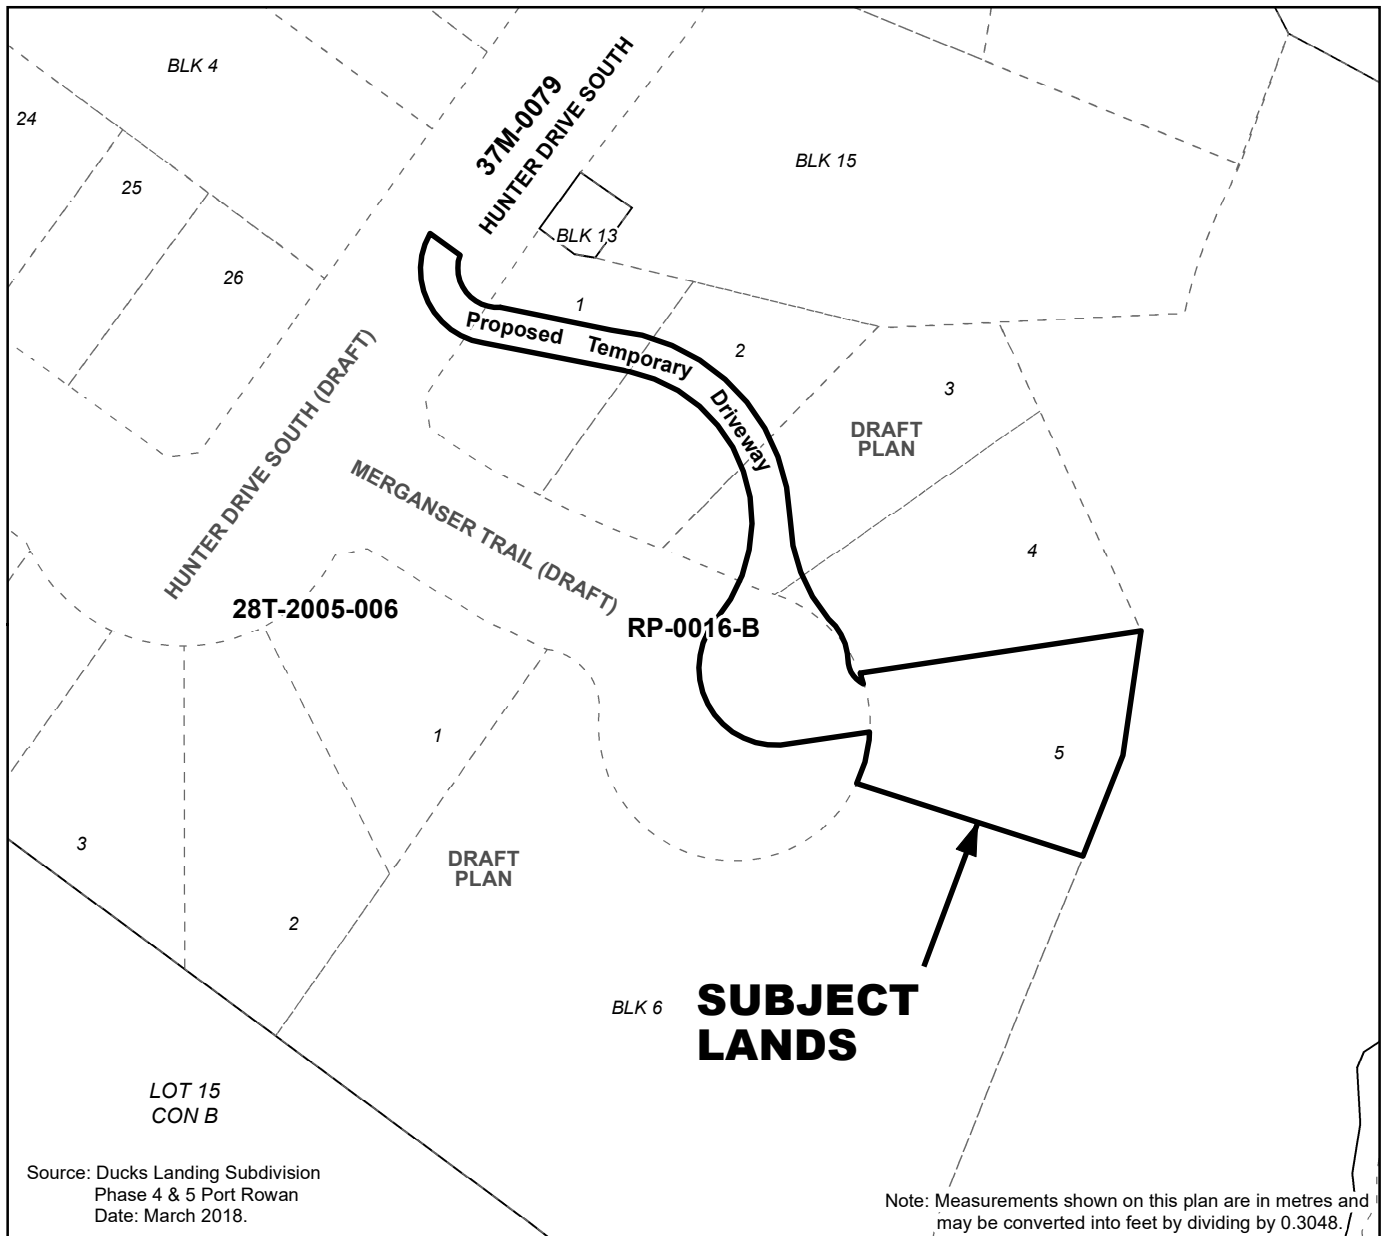 BLK 4
24
25
26
37M-0079
HUNTER DRIVE SOUTH
BLK 15
BLK 13
1
2
3
Proposed Temporary Driveway
DRAFT
PLAN
4
HUNTER DRIVE SOUTH (DRAFT)
MERGANSER TRAIL (DRAFT)
28T-2005-006
RP-0016-B
1
5
3
DRAFT
PLAN
2
BLK 6
SUBJECT
LANDS
LOT 15
CON B
Source: Ducks Landing Subdivision
Phase 4 & 5 Port Rowan
Date: March 2018.
Note: Measurements shown on this plan are in metres and
may be converted into feet by dividing by 0.3048.